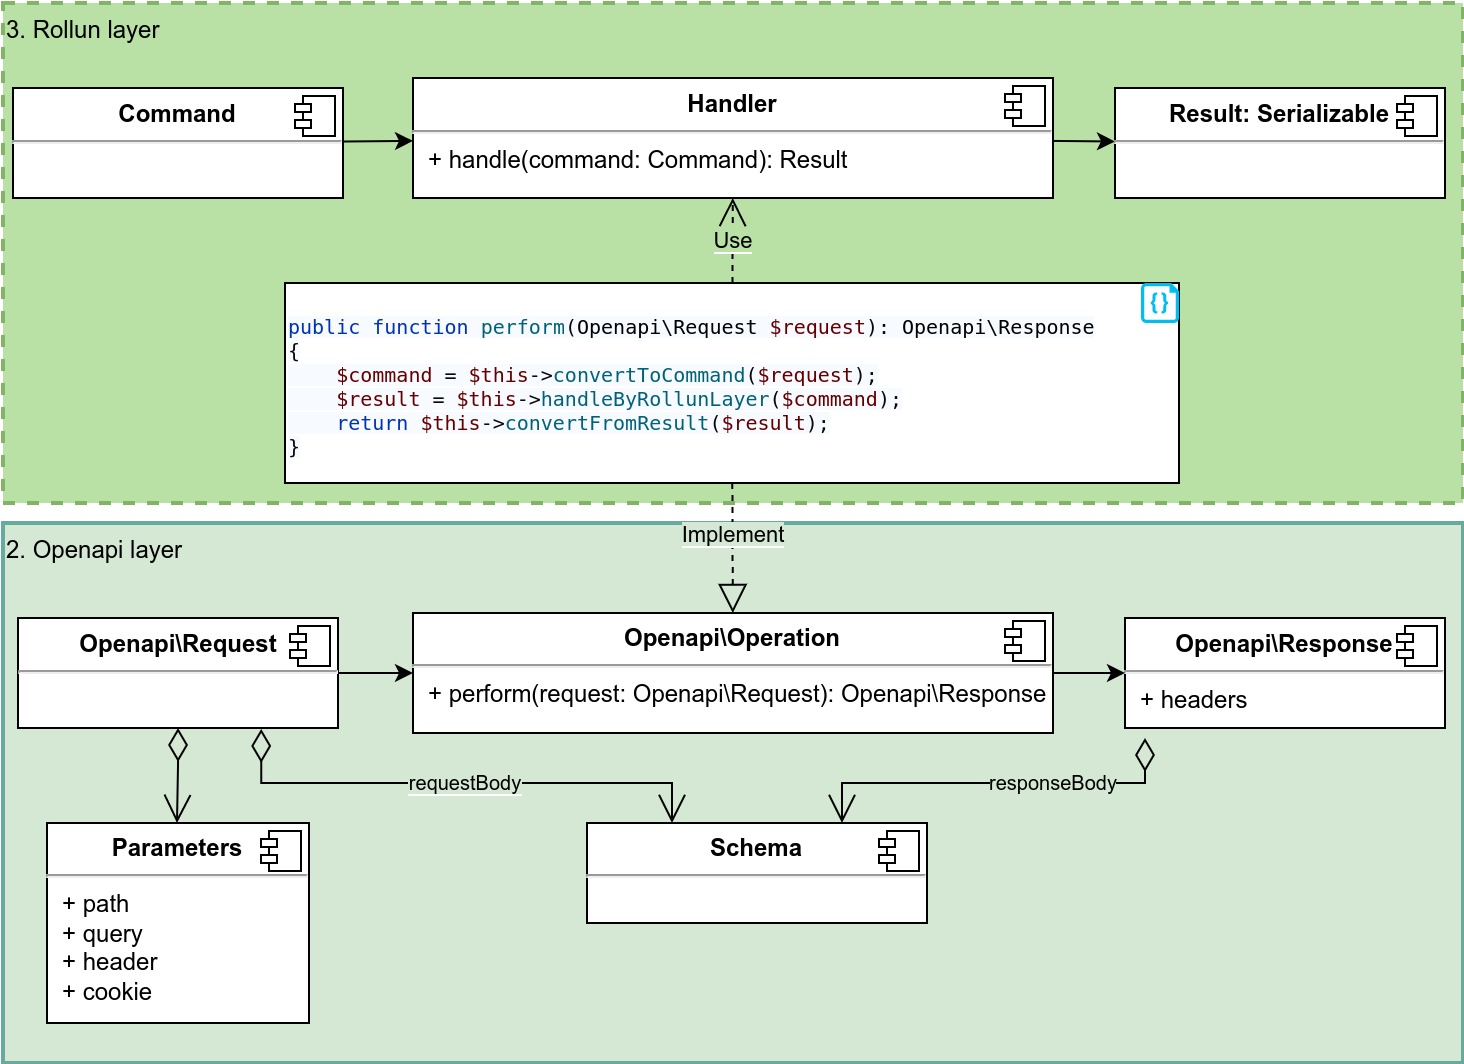 3. Rollun layer
Command
Handler
+ handle(command: Command): Result
Result: Serializable
Use
{}
public function perform(Openapi\Request $request): Openapi\Response
{
    $command = $this->convertToCommand($request);
    $result = $this->handleByRollunLayer($command);
    return $this->convertFromResult($result);
}
Implement
2. Openapi layer
Openapi\Request
Openapi\Operation
+ perform(request: Openapi\Request): Openapi\Response
Openapi\Response
+ headers
requestBody
responseBody
Parameters
+ path
+ query
+ header
+ cookie
Schema